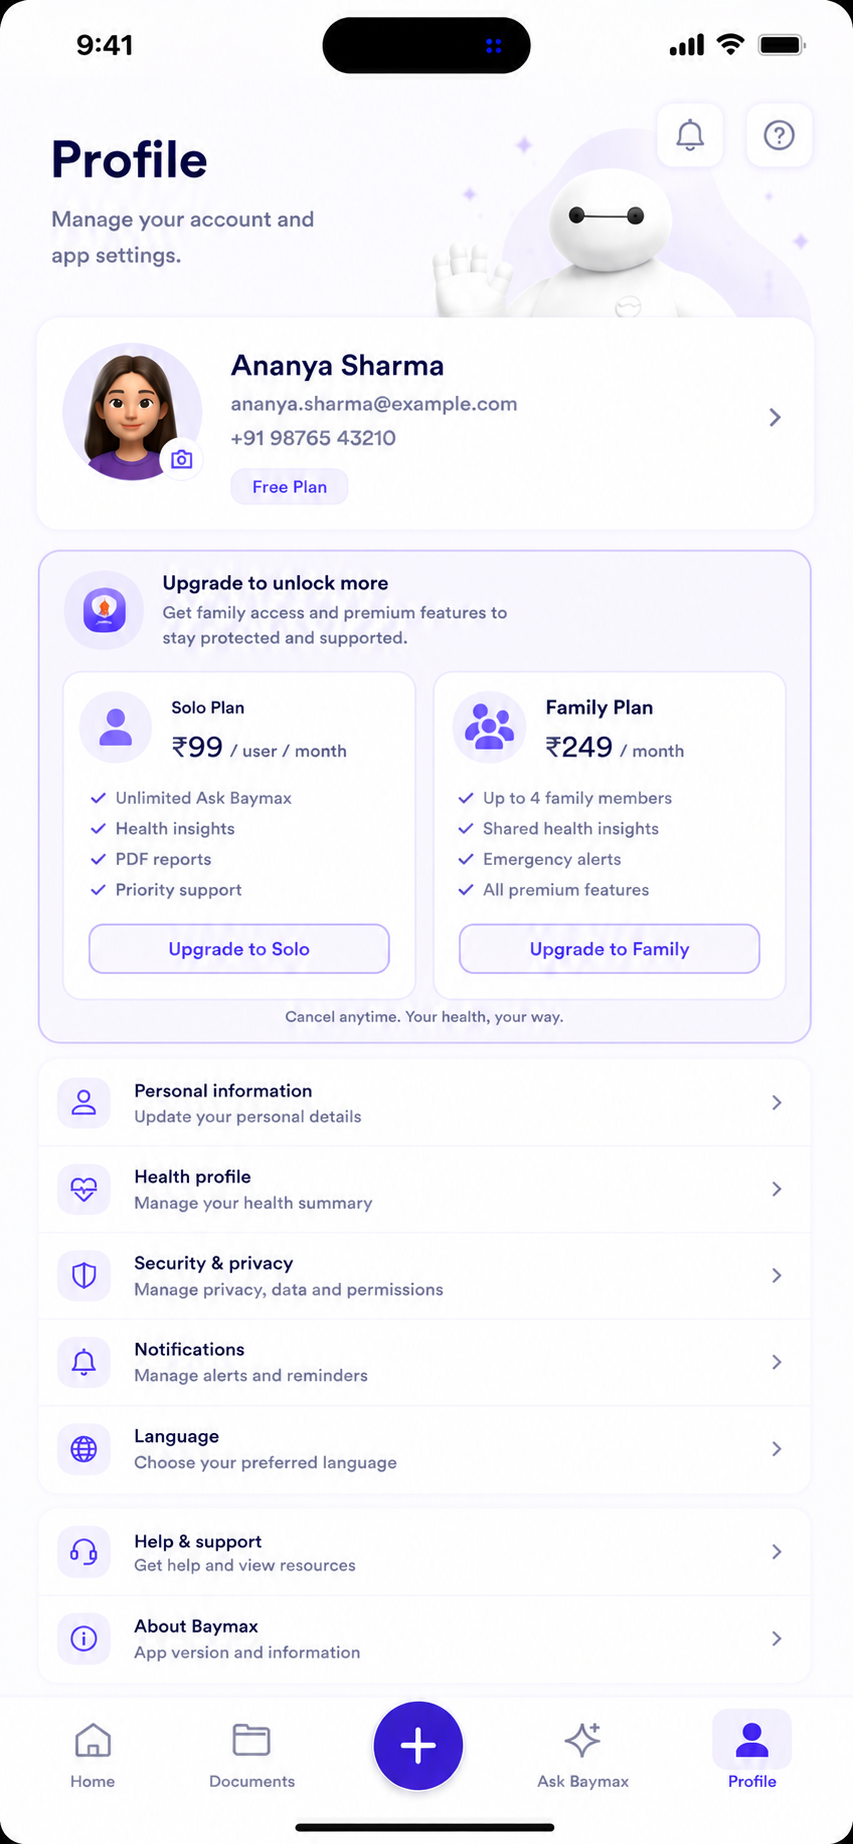 9:41
Profile
Manage your account and
app settings.
Ananya Sharma
ananya.sharma@example.com
+91 98765 43210
Free Plan
Upgrade to unlock more
Get family access and premium features to
stay protected and supported.
Solo Plan
₹99 / user / month
Unlimited Ask Baymax
Health insights
PDF reports
Priority support
Upgrade to Solo
Family Plan
₹249 / month
Up to 4 family members
Shared health insights
Emergency alerts
All premium features
Upgrade to Family
Cancel anytime. Your health, your way.
Personal information
Update your personal details
Health profile
Manage your health summary
Security & privacy
Manage privacy, data and permissions
Notifications
Manage alerts and reminders
Language
Choose your preferred language
Help & support
Get help and view resources
About Baymax
App version and information
Home
Documents
Ask Baymax
Profile